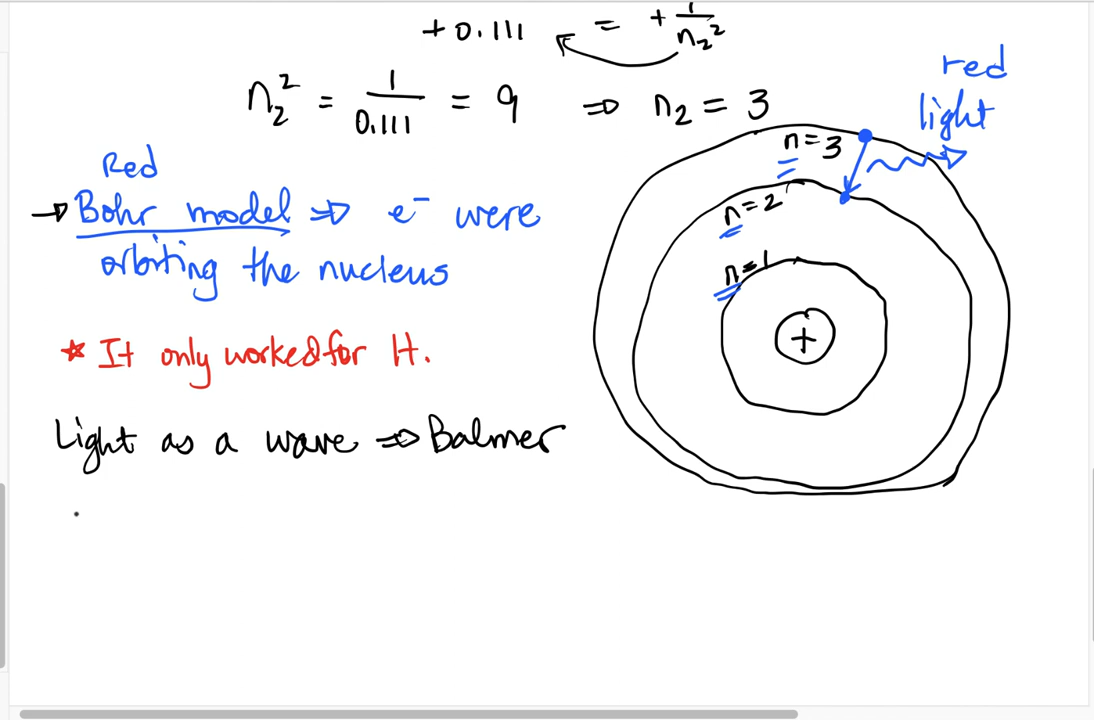 +0.111 = + 1/n₂²
n₂² = 1/0.111 = 9 ⇒ n₂ = 3
red
light
n=3
n=2
n=1
+
Red
→ Bohr model ⇒ e⁻ were
orbiting the nucleus
* It only worked for H.
Light as a wave ⇒ Balmer